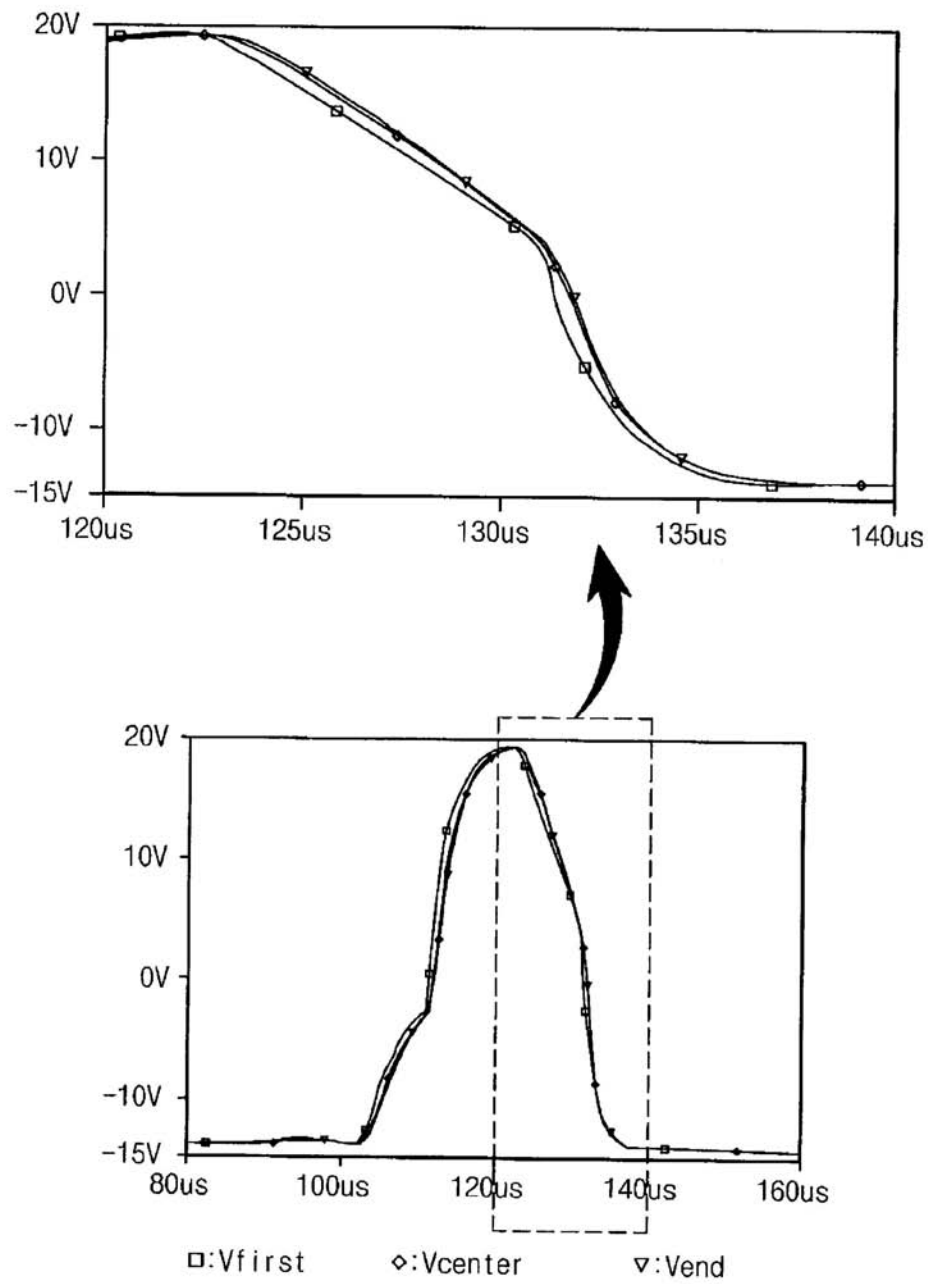 20V
10V
0V
-10V
-15V
120us 125us 130us 135us 140us
20V
10V
0V
-10V
-15V
80us 100us 120us 140us 160us
□:Vfirst ◇:Vcenter ▽:Vend